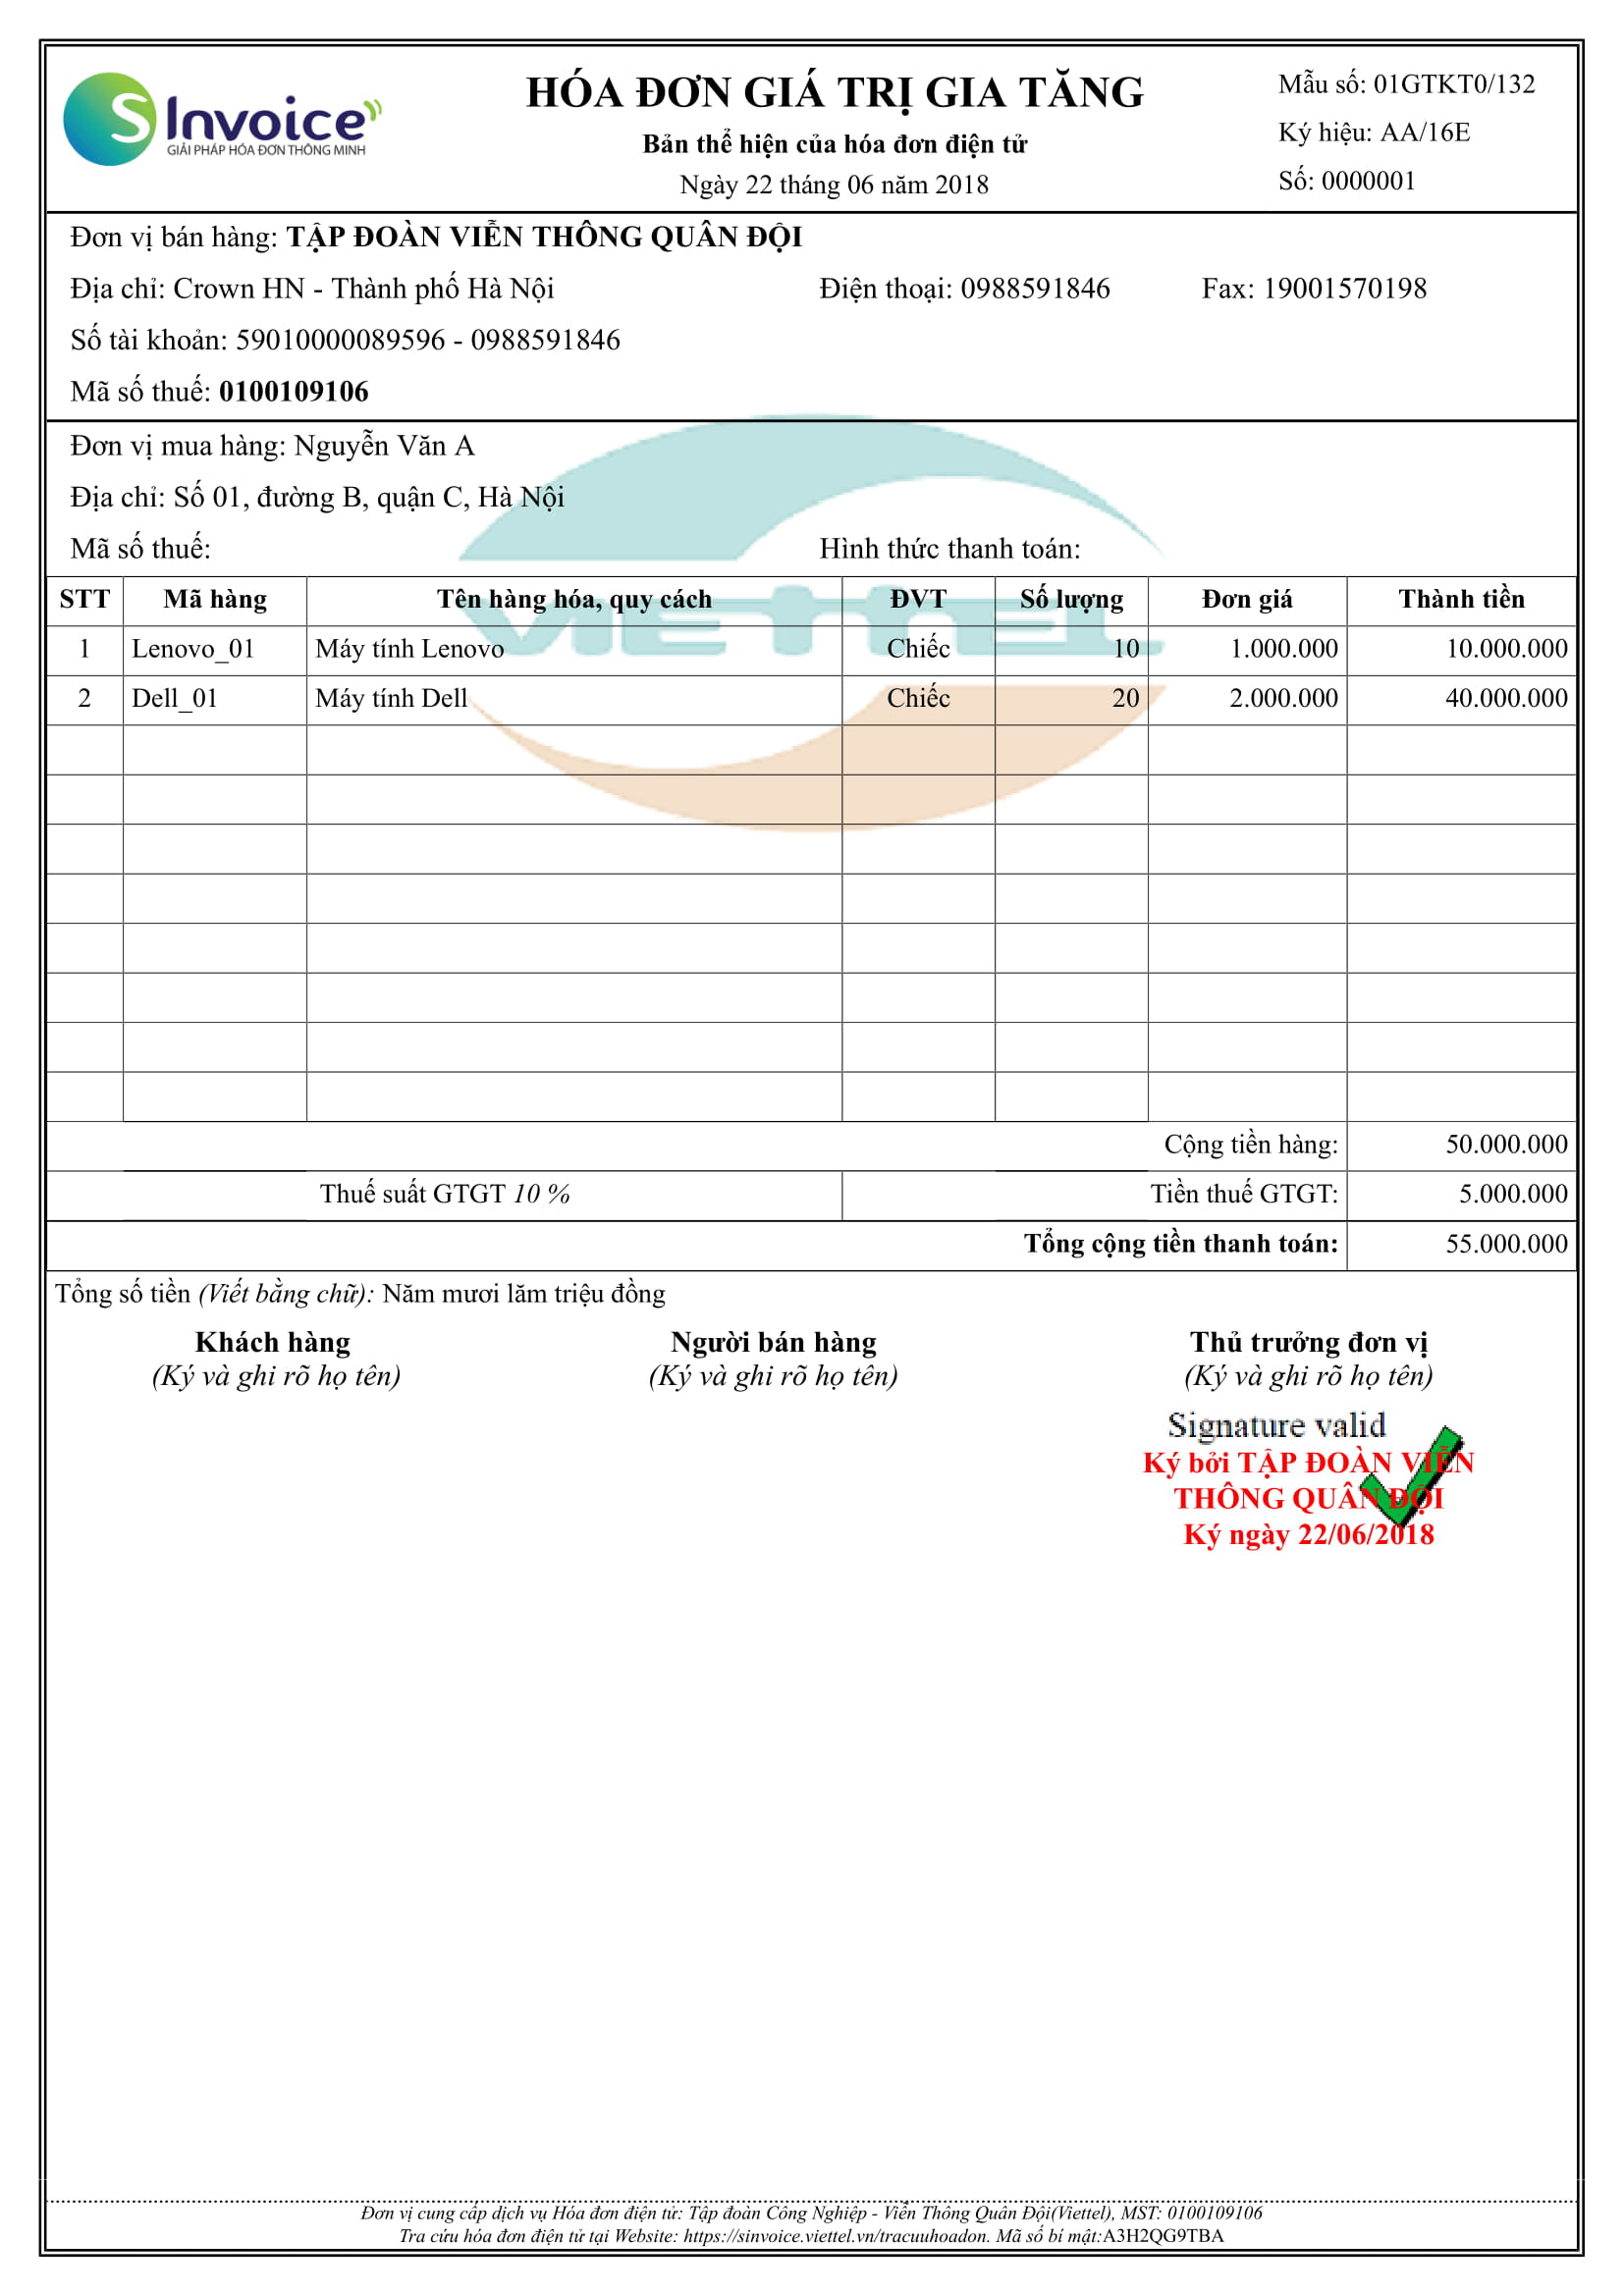 S Invoice
GIẢI PHÁP HÓA ĐƠN THÔNG MINH
HÓA ĐƠN GIÁ TRỊ GIA TĂNG
Bản thể hiện của hóa đơn điện tử
Ngày 22 tháng 06 năm 2018
Mẫu số: 01GTKT0/132
Ký hiệu: AA/16E
Số: 0000001
Đơn vị bán hàng: TẬP ĐOÀN VIỄN THÔNG QUÂN ĐỘI
Địa chỉ: Crown HN - Thành phố Hà Nội Điện thoại: 0988591846 Fax: 19001570198
Số tài khoản: 59010000089596 - 0988591846
Mã số thuế: 0100109106
Đơn vị mua hàng: Nguyễn Văn A
Địa chỉ: Số 01, đường B, quận C, Hà Nội
Mã số thuế: Hình thức thanh toán:
VIETTEL
STT Mã hàng Tên hàng hóa, quy cách ĐVT Số lượng Đơn giá Thành tiền
1 Lenovo_01 Máy tính Lenovo Chiếc 10 1.000.000 10.000.000
2 Dell_01 Máy tính Dell Chiếc 20 2.000.000 40.000.000
Cộng tiền hàng: 50.000.000
Thuế suất GTGT 10 % Tiền thuế GTGT: 5.000.000
Tổng cộng tiền thanh toán: 55.000.000
Tổng số tiền (Viết bằng chữ): Năm mươi lăm triệu đồng
Khách hàng Người bán hàng Thủ trưởng đơn vị
(Ký và ghi rõ họ tên) (Ký và ghi rõ họ tên) (Ký và ghi rõ họ tên)
Signature valid
Ký bởi TẬP ĐOÀN VIỄN
THÔNG QUÂN ĐỘI
Ký ngày 22/06/2018
Đơn vị cung cấp dịch vụ Hóa đơn điện tử: Tập đoàn Công Nghiệp - Viễn Thông Quân Đội(Viettel), MST: 0100109106
Tra cứu hóa đơn điện tử tại Website: https://sinvoice.viettel.vn/tracuuhoadon. Mã số bí mật:A3H2QG9TBA